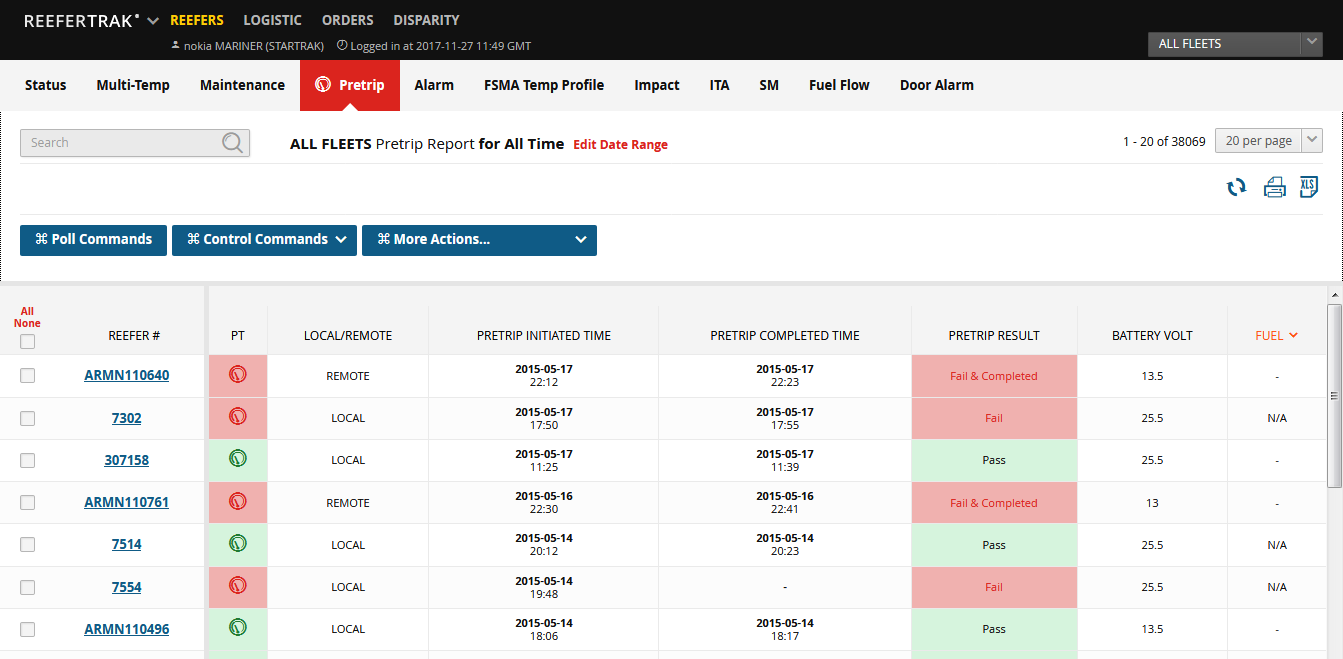 REEFERTRAK REEFERS LOGISTIC ORDERS DISPARITY
nokia MARINER (STARTRAK) Logged in at 2017-11-27 11:49 GMT
ALL FLEETS
Status Multi-Temp Maintenance Pretrip Alarm FSMA Temp Profile Impact ITA SM Fuel Flow Door Alarm
Search ALL FLEETS Pretrip Report for All Time Edit Date Range 1 - 20 of 38069 20 per page
XLS
⌘ Poll Commands ⌘ Control Commands ⌘ More Actions...
All
None
REEFER # PT LOCAL/REMOTE PRETRIP INITIATED TIME PRETRIP COMPLETED TIME PRETRIP RESULT BATTERY VOLT FUEL
ARMN110640 REMOTE 2015-05-17 22:12 2015-05-17 22:23 Fail & Completed 13.5 -
7302 LOCAL 2015-05-17 17:50 2015-05-17 17:55 Fail 25.5 N/A
307158 LOCAL 2015-05-17 11:25 2015-05-17 11:39 Pass 25.5 -
ARMN110761 REMOTE 2015-05-16 22:30 2015-05-16 22:41 Fail & Completed 13 -
7514 LOCAL 2015-05-14 20:12 2015-05-14 20:23 Pass 25.5 N/A
7554 LOCAL 2015-05-14 19:48 - Fail 25.5 N/A
ARMN110496 LOCAL 2015-05-14 18:06 2015-05-14 18:17 Pass 13.5 -